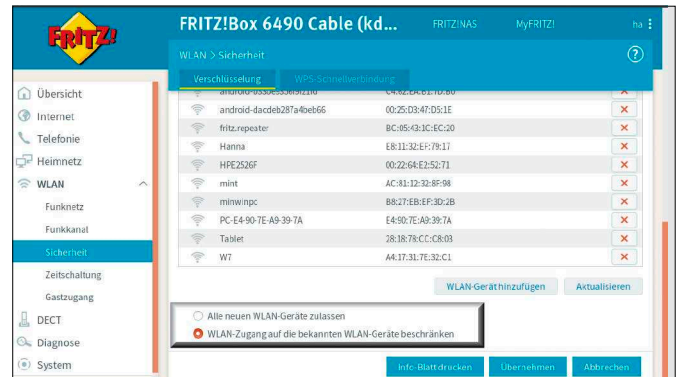 FRITZ!
FRITZ!Box 6490 Cable (kd...
FRITZ!NAS
MyFRITZ!
ha
WLAN > Sicherheit
?
Verschlüsselung
WPS-Schnellverbindung
Übersicht
Internet
Telefonie
Heimnetz
WLAN
Funknetz
Funkkanal
Sicherheit
Zeitschaltung
Gastzugang
DECT
Diagnose
System
android-dacdeb287a4beb66 00:25:D3:47:D5:1E
fritz.repeater BC:05:43:1C:EC:20
Hanna E8:11:32:EF:79:17
HPE2526F 00:22:64:E2:52:71
mint AC:81:12:32:8F:98
minwinpc B8:27:EB:EF:3D:2B
PC-E4-90-7E-A9-39-7A E4:90:7E:A9:39:7A
Tablet 28:18:78:CC:C8:03
W7 A4:17:31:7E:32:C1
WLAN-Gerät hinzufügen
Aktualisieren
Alle neuen WLAN-Geräte zulassen
WLAN-Zugang auf die bekannten WLAN-Geräte beschränken
Info-Blatt drucken
Übernehmen
Abbrechen